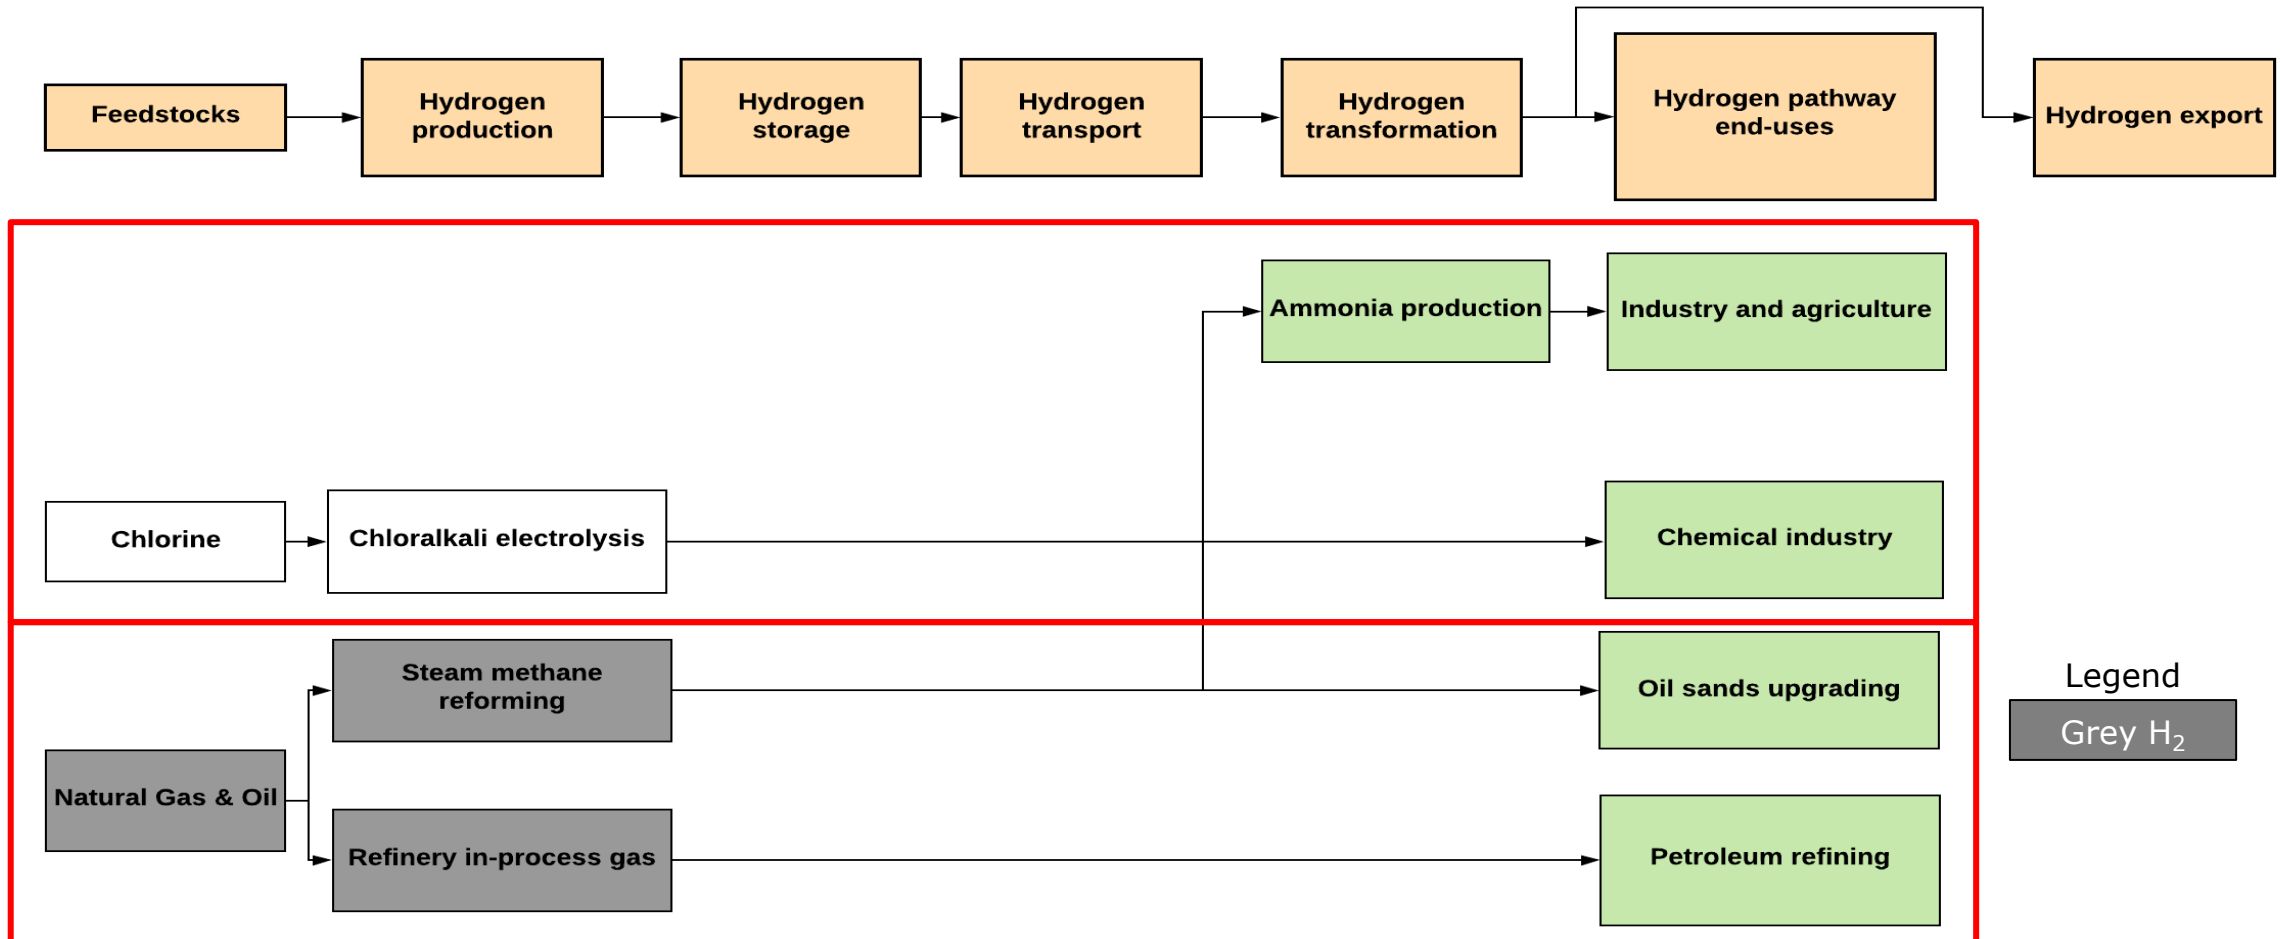 Feedstocks
Hydrogen
production
Hydrogen
storage
Hydrogen
transport
Hydrogen
transformation
Hydrogen pathway
end-uses
Hydrogen export
Ammonia production
Industry and agriculture
Chlorine
Chloralkali electrolysis
Chemical industry
Steam methane
reforming
Oil sands upgrading
Natural Gas & Oil
Refinery in-process gas
Petroleum refining
Legend
Grey H₂